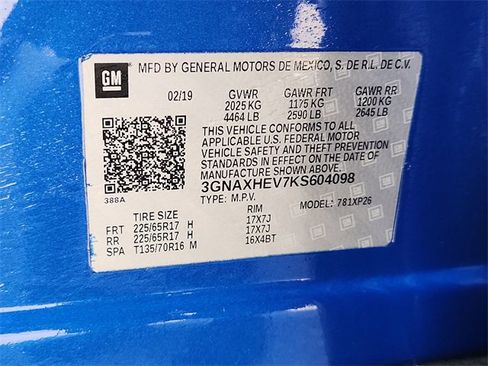 GM
MFD BY GENERAL MOTORS DE MEXICO, S. DE R.L. DE C.V.
02/19 GVWR GAWR FRT GAWR RR
2025 KG 1175 KG 1200 KG
4464 LB 2590 LB 2645 LB
THIS VEHICLE CONFORMS TO ALL
APPLICABLE U.S. FEDERAL MOTOR
VEHICLE SAFETY AND THEFT PREVENTION
STANDARDS IN EFFECT ON THE DATE OF
MANUFACTURE SHOWN ABOVE.
3GNAXHEV7KS604098
388A TYPE: M.P.V. MODEL: 781XP26
TIRE SIZE RIM
FRT 225/65R17 H 17X7J
RR 225/65R17 H 17X7J
SPA T135/70R16 M 16X4BT